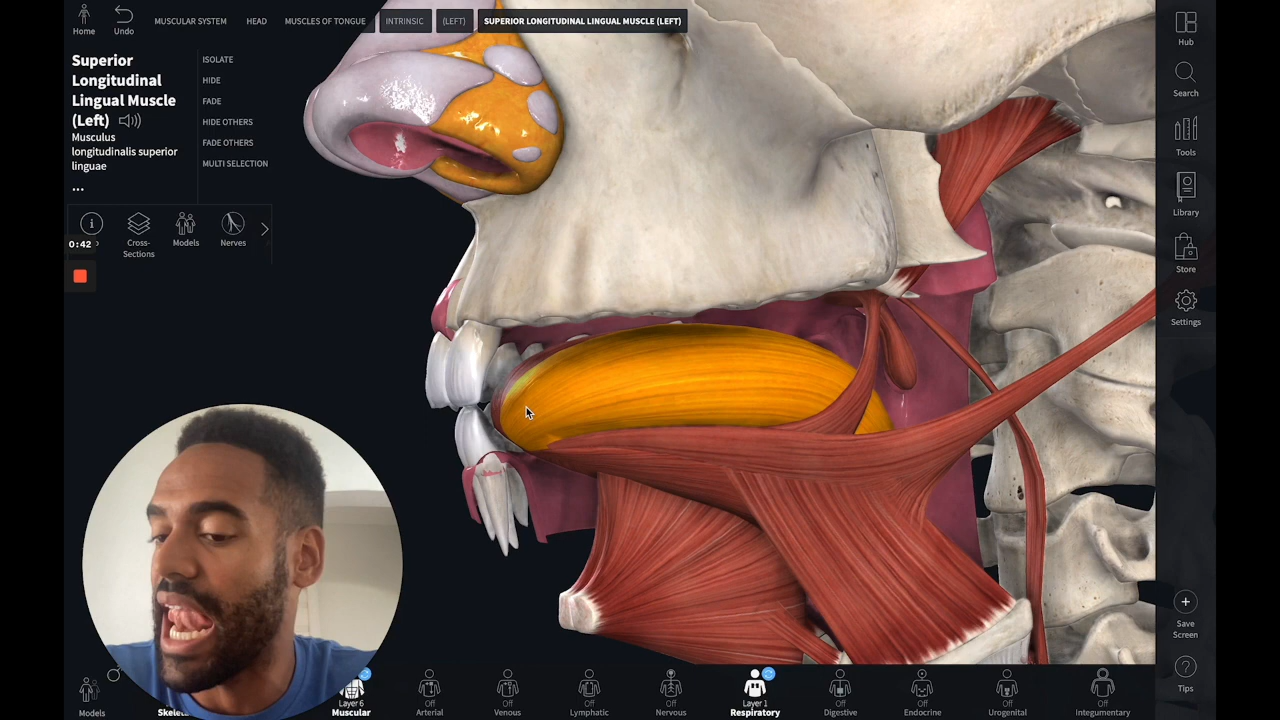 MUSCULAR SYSTEM
HEAD
MUSCLES OF TONGUE
INTRINSIC
(LEFT)
SUPERIOR LONGITUDINAL LINGUAL MUSCLE (LEFT)
Home
Undo
Superior
Longitudinal
Lingual Muscle
(Left)
Musculus
longitudinalis superior
linguae
...
ISOLATE
HIDE
FADE
HIDE OTHERS
FADE OTHERS
MULTI SELECTION
Cross-
Sections
Models
Nerves
0:42
Hub
Search
Tools
Library
Store
Settings
Save
Screen
Tips
Models
Layer 6
Muscular
Off
Arterial
Off
Venous
Off
Lymphatic
Off
Nervous
Layer 1
Respiratory
Off
Digestive
Off
Endocrine
Off
Urogenital
Off
Integumentary